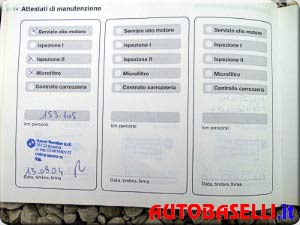 Attestati di manutenzione
Servizio olio motore
Ispezione I
Ispezione II
Microfiltro
Controllo carrozzeria
153 705
km percorsi
13.09.04
Data, timbro, firma
Servizio olio motore
Ispezione I
Ispezione II
Microfiltro
Controllo carrozzeria
km percorsi
Data, timbro, firma
Servizio olio motore
Ispezione I
Ispezione II
Microfiltro
Controllo carrozzeria
km percorsi
Data, timbro, firma
AUTOBASELLI.it